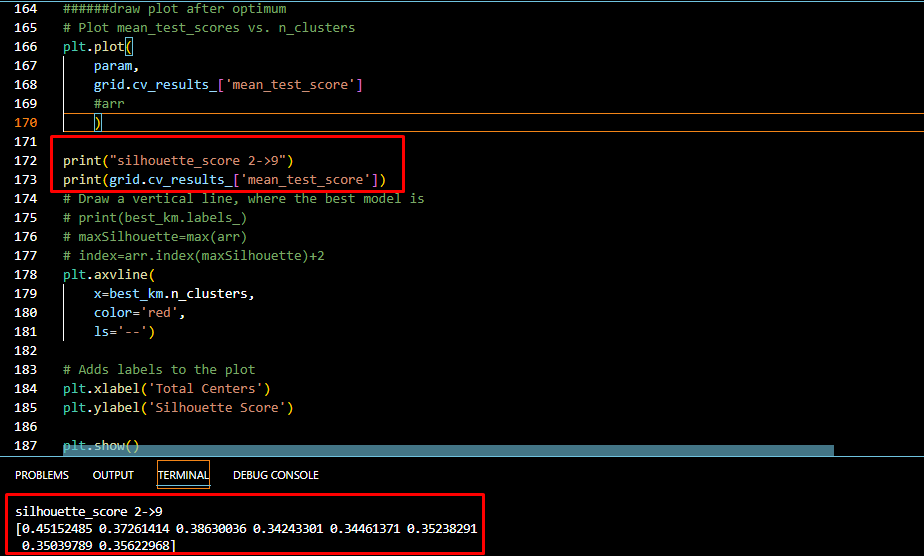 164 ######draw plot after optimum
165 # Plot mean_test_scores vs. n_clusters
166 plt.plot(
167 param,
168 grid.cv_results_['mean_test_score']
169 #arr
170 )
171
172 print("silhouette_score 2->9")
173 print(grid.cv_results_['mean_test_score'])
174 # Draw a vertical line, where the best model is
175 # print(best_km.labels_)
176 # maxSilhouette=max(arr)
177 # index=arr.index(maxSilhouette)+2
178 plt.axvline(
179 x=best_km.n_clusters,
180 color='red',
181 ls='--')
182
183 # Adds labels to the plot
184 plt.xlabel('Total Centers')
185 plt.ylabel('Silhouette Score')
186
187 plt.show()
PROBLEMS OUTPUT TERMINAL DEBUG CONSOLE
silhouette_score 2->9
[0.45152485 0.37261414 0.38630036 0.34243301 0.34461371 0.35238291
0.35039789 0.35622968]